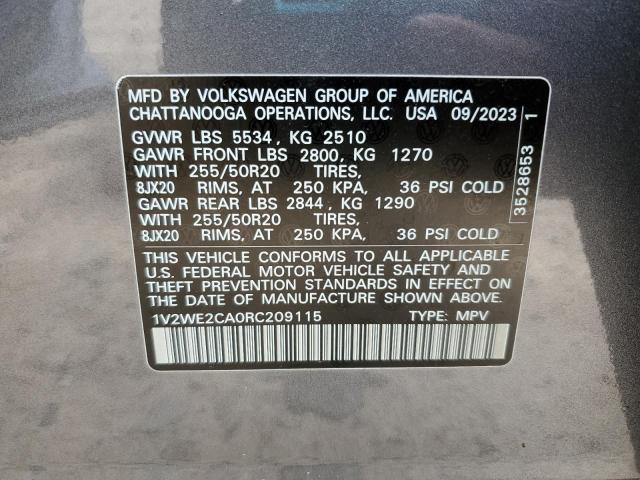 MFD BY VOLKSWAGEN GROUP OF AMERICA
CHATTANOOGA OPERATIONS, LLC. USA 09/2023
GVWR LBS 5534, KG 2510
GAWR FRONT LBS 2800, KG 1270
WITH 255/50R20 TIRES,
8JX20 RIMS, AT 250 KPA, 36 PSI COLD
GAWR REAR LBS 2844, KG 1290
WITH 255/50R20 TIRES,
8JX20 RIMS, AT 250 KPA, 36 PSI COLD
THIS VEHICLE CONFORMS TO ALL APPLICABLE
U.S. FEDERAL MOTOR VEHICLE SAFETY AND
THEFT PREVENTION STANDARDS IN EFFECT ON
THE DATE OF MANUFACTURE SHOWN ABOVE.
1V2WE2CA0RC209115 TYPE: MPV
3528653 1